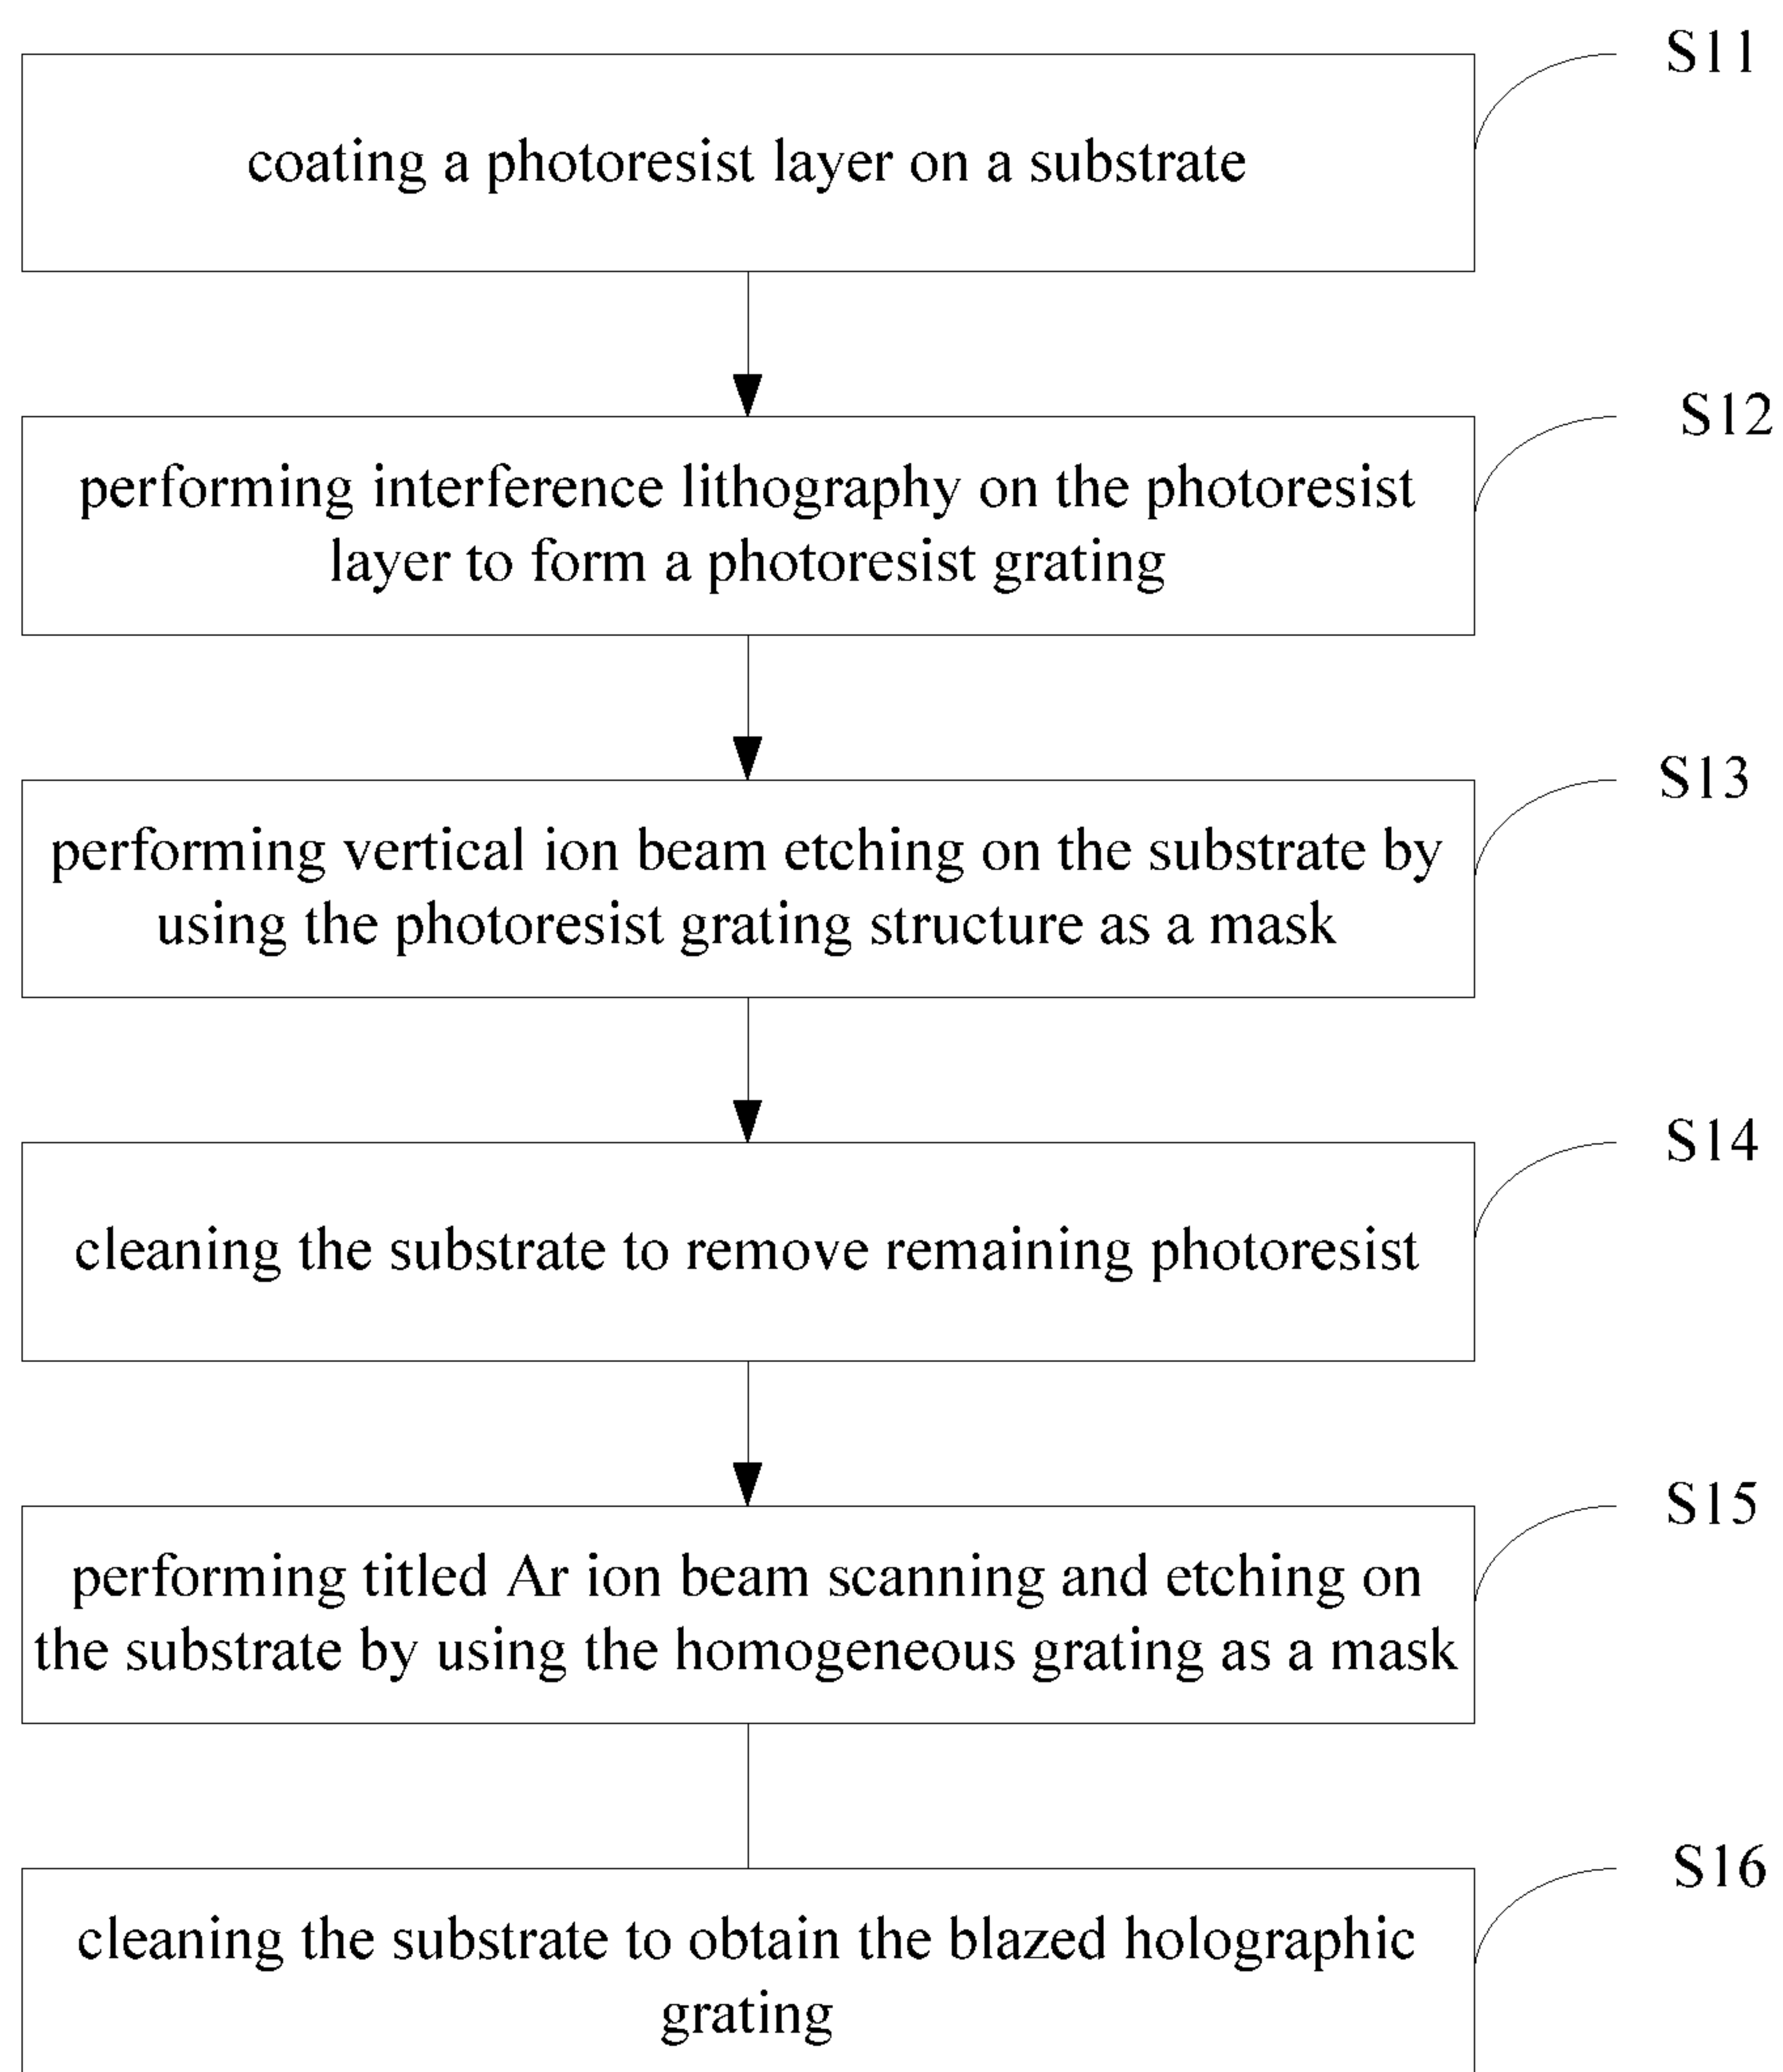 S11
coating a photoresist layer on a substrate
S12
performing interference lithography on the photoresist
layer to form a photoresist grating
S13
performing vertical ion beam etching on the substrate by
using the photoresist grating structure as a mask
S14
cleaning the substrate to remove remaining photoresist
S15
performing titled Ar ion beam scanning and etching on
the substrate by using the homogeneous grating as a mask
S16
cleaning the substrate to obtain the blazed holographic
grating